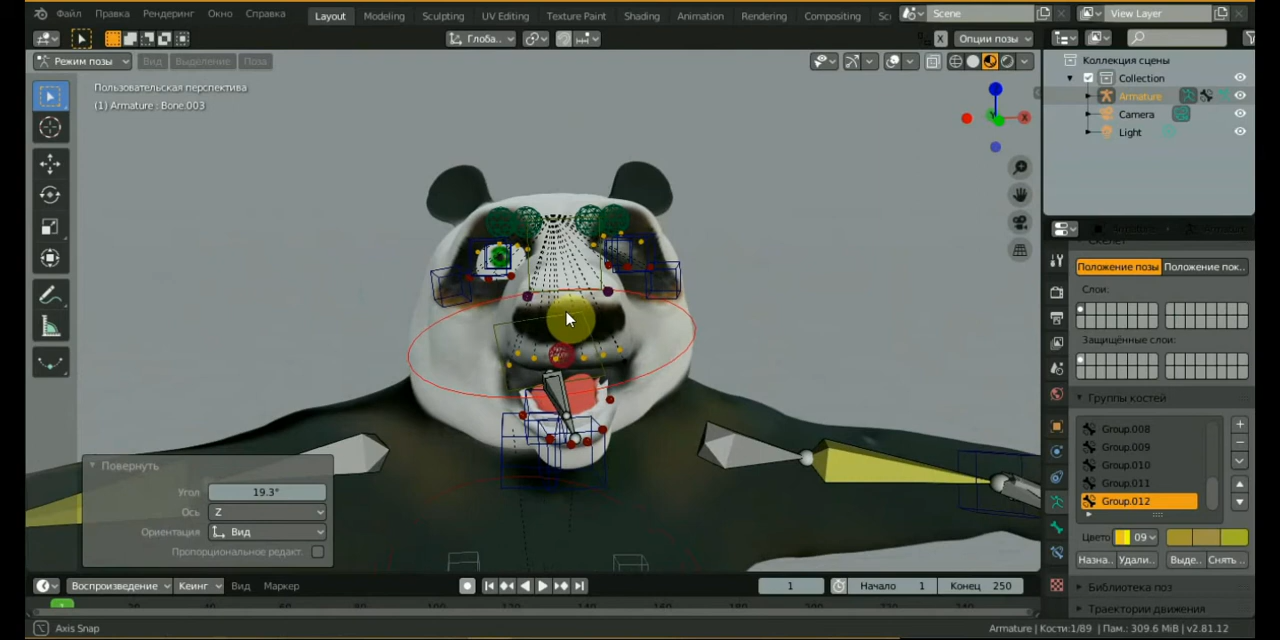 Файл Правка Рендеринг Окно Справка Layout Modeling Sculpting UV Editing Texture Paint Shading Animation Rendering Compositing Sc Scene View Layer
Глоба.. X Опции позы
Режим позы Вид Выделение Поза
Коллекция сцены
Collection
Armature
Camera
Light
Пользовательская перспектива
(1) Armature : Bone.003
X
Y
Положение позы Положение пок..
Слои:
Защищённые слои:
Группы костей
Group.008
Group.009
Group.010
Group.011
Group.012
Цвето 09
Назна.. Удали.. Выде.. Снять ..
Библиотека поз
Траектории движения
Повернуть
Угол 19.3°
Ось Z
Ориентация Вид
Пропорциональное редакт.
Воспроизведение Кеинг Вид Маркер 1 Начало 1 Конец 250
1
Axis Snap Armature | Кости:1/89 | Пам.: 309.6 MiB | v2.81.12